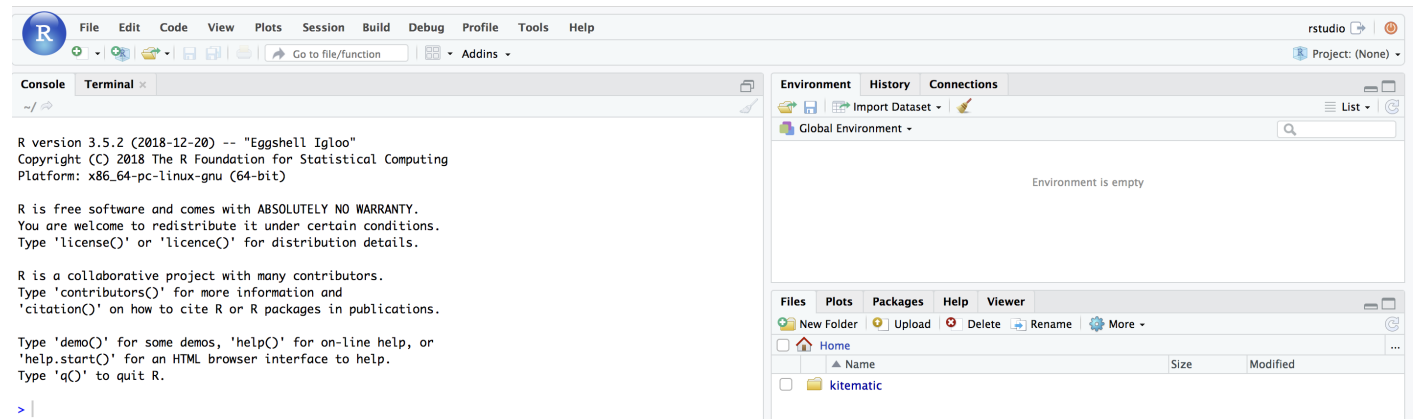 R File Edit Code View Plots Session Build Debug Profile Tools Help rstudio
Go to file/function Addins Project: (None)
Console Terminal
~/
R version 3.5.2 (2018-12-20) -- "Eggshell Igloo"
Copyright (C) 2018 The R Foundation for Statistical Computing
Platform: x86_64-pc-linux-gnu (64-bit)
R is free software and comes with ABSOLUTELY NO WARRANTY.
You are welcome to redistribute it under certain conditions.
Type 'license()' or 'licence()' for distribution details.
R is a collaborative project with many contributors.
Type 'contributors()' for more information and
'citation()' on how to cite R or R packages in publications.
Type 'demo()' for some demos, 'help()' for on-line help, or
'help.start()' for an HTML browser interface to help.
Type 'q()' to quit R.
>
Environment History Connections
Import Dataset List
Global Environment
Environment is empty
Files Plots Packages Help Viewer
New Folder Upload Delete Rename More
Home ...
Name Size Modified
kitematic